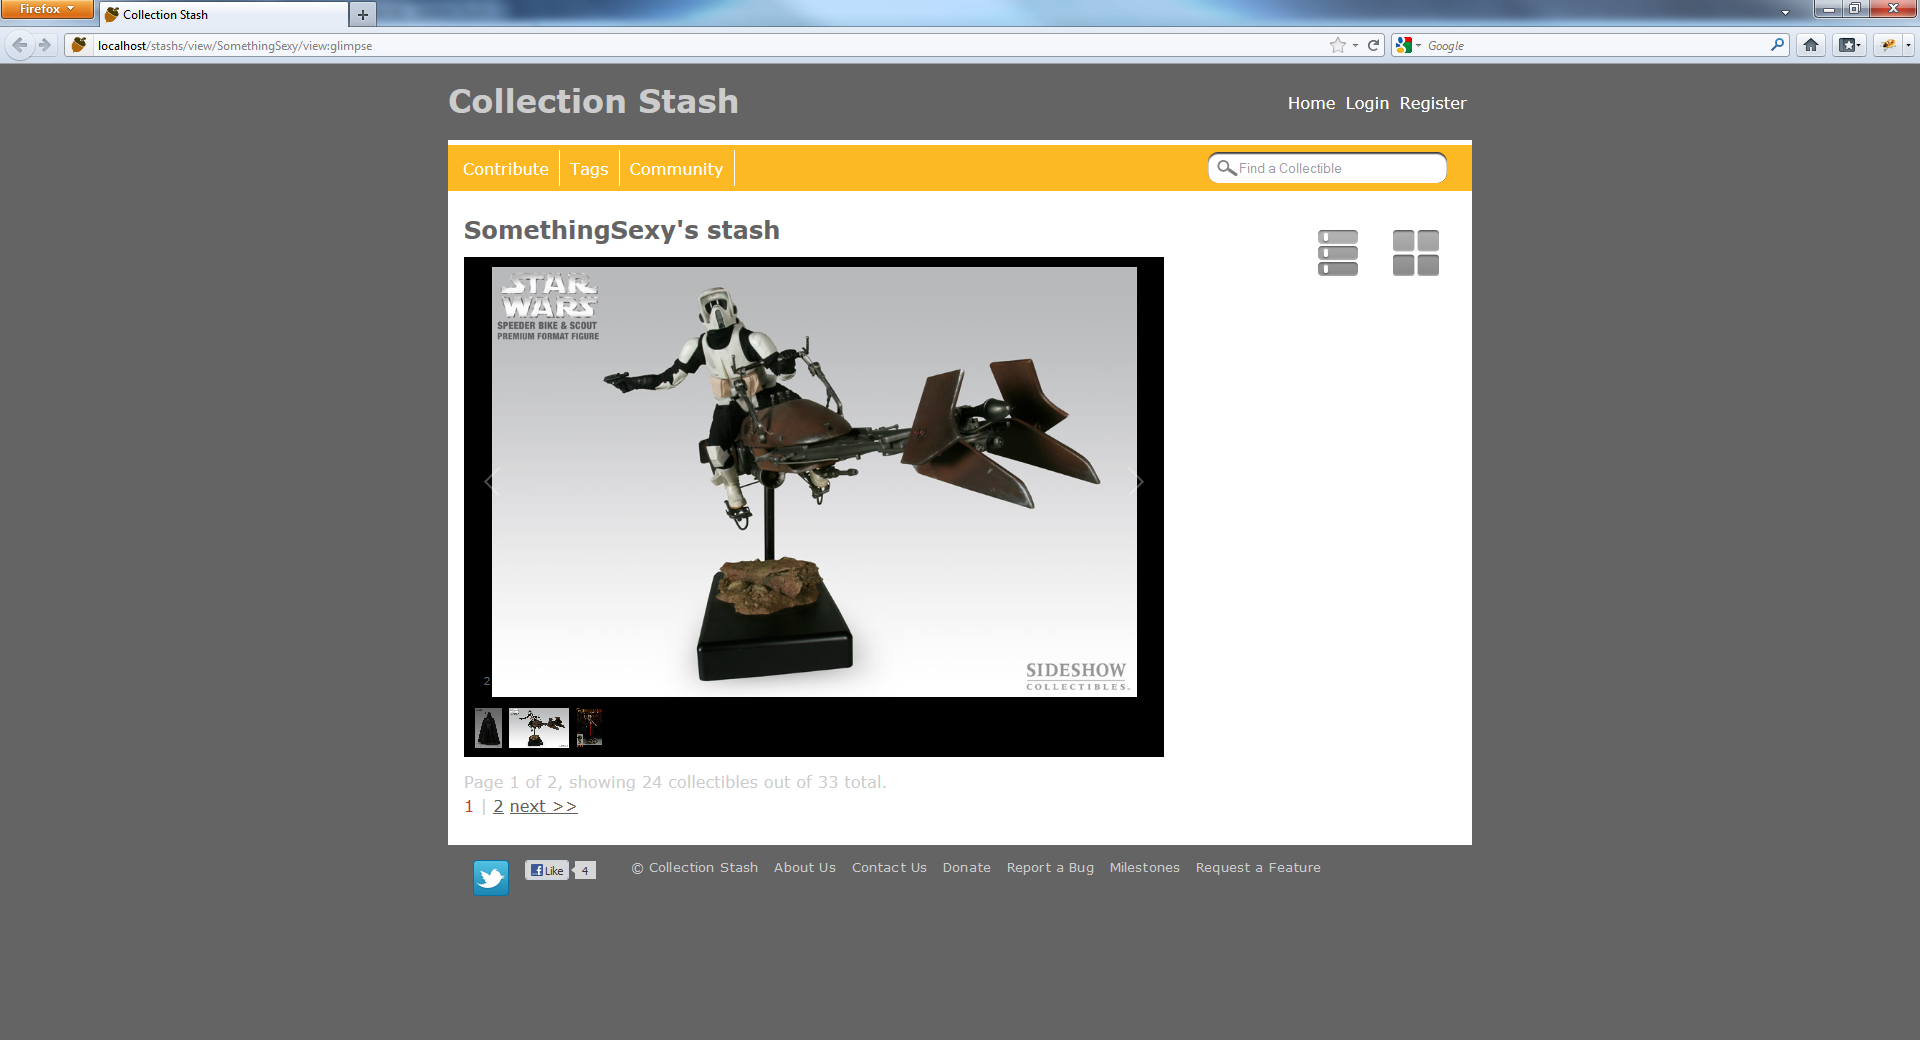 Firefox
Collection Stash
localhost/stashs/view/SomethingSexy/view:glimpse
Google
Collection Stash
Home Login Register
Contribute Tags Community
Find a Collectible
SomethingSexy's stash
STAR
WARS
SPEEDER BIKE & SCOUT
PREMIUM FORMAT FIGURE
SIDESHOW
COLLECTIBLES
2
Page 1 of 2, showing 24 collectibles out of 33 total.
1 | 2 next >>
Like 4
© Collection Stash About Us Contact Us Donate Report a Bug Milestones Request a Feature